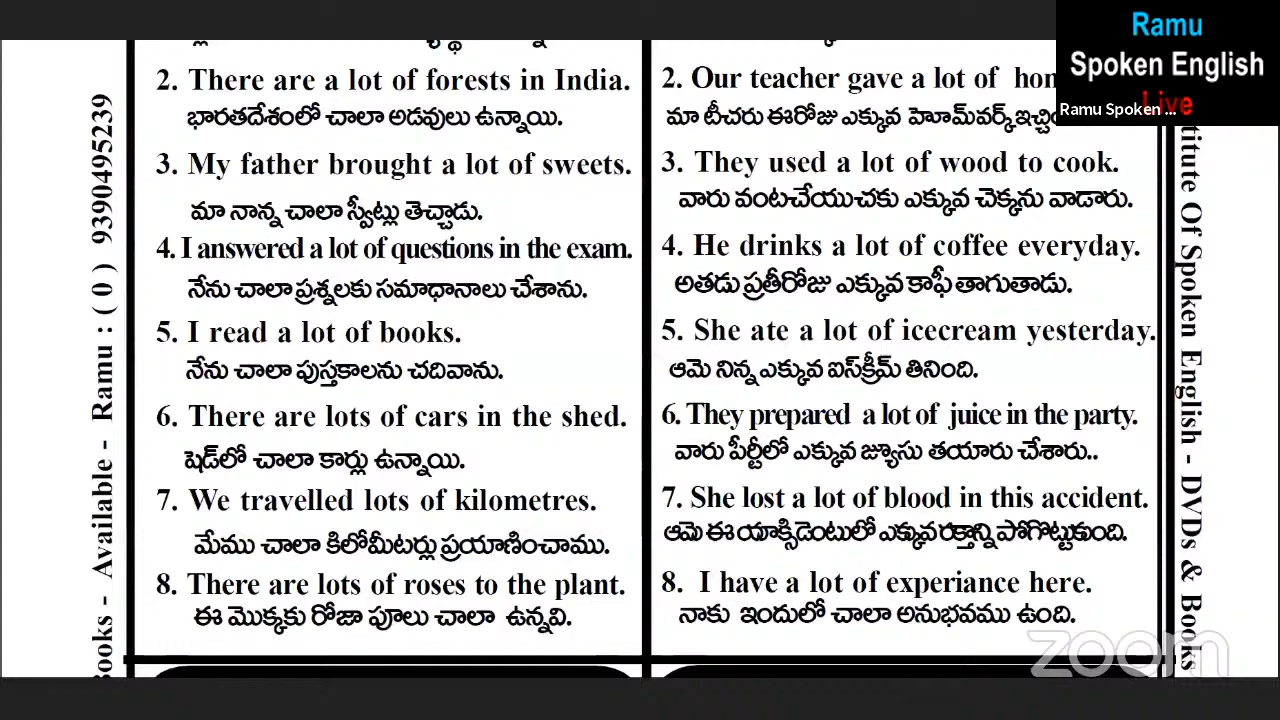 Ramu
Spoken English
Live
Ramu Spoken ...
2. There are a lot of forests in India.
భారతదేశంలో చాలా అడవులు ఉన్నాయి.
3. My father brought a lot of sweets.
మా నాన్న చాలా స్వీట్లు తెచ్చాడు.
4. I answered a lot of questions in the exam.
నేను చాలా ప్రశ్నలకు సమాధానాలు చేశాను.
5. I read a lot of books.
నేను చాలా పుస్తకాలను చదివాను.
6. There are lots of cars in the shed.
షెడ్‌లో చాలా కార్లు ఉన్నాయి.
7. We travelled lots of kilometres.
మేము చాలా కిలోమీటర్లు ప్రయాణించాము.
8. There are lots of roses to the plant.
ఈ మొక్కకు రోజా పూలు చాలా ఉన్నవి.
2. Our teacher gave a lot of
మా టీచరు ఈరోజు ఎక్కువ హెూమ్‌వర్క్
3. They used a lot of wood to cook.
వారు వంటచేయుచకు ఎక్కువ చెక్కను వాడారు.
4. He drinks a lot of coffee everyday.
అతడు ప్రతీరోజు ఎక్కువ కాఫీ తాగుతాడు.
5. She ate a lot of icecream yesterday.
ఆమె నిన్న ఎక్కువ ఐస్‌క్రీమ్ తినింది.
6. They prepared a lot of juice in the party.
వారు పీర్టీలో ఎక్కువ జ్యూసు తయారు చేశారు..
7. She lost a lot of blood in this accident.
ఆమె ఈ యాక్సిడెంటులో ఎక్కువ రక్తాన్ని పోగొట్టుకుంది.
8. I have a lot of experiance here.
నాకు ఇందులో చాలా అనుభవము ఉంది.
Books - Available - Ramu : ( 0 ) 9390495239
Of Spoken English - DVDs & Books
zoom